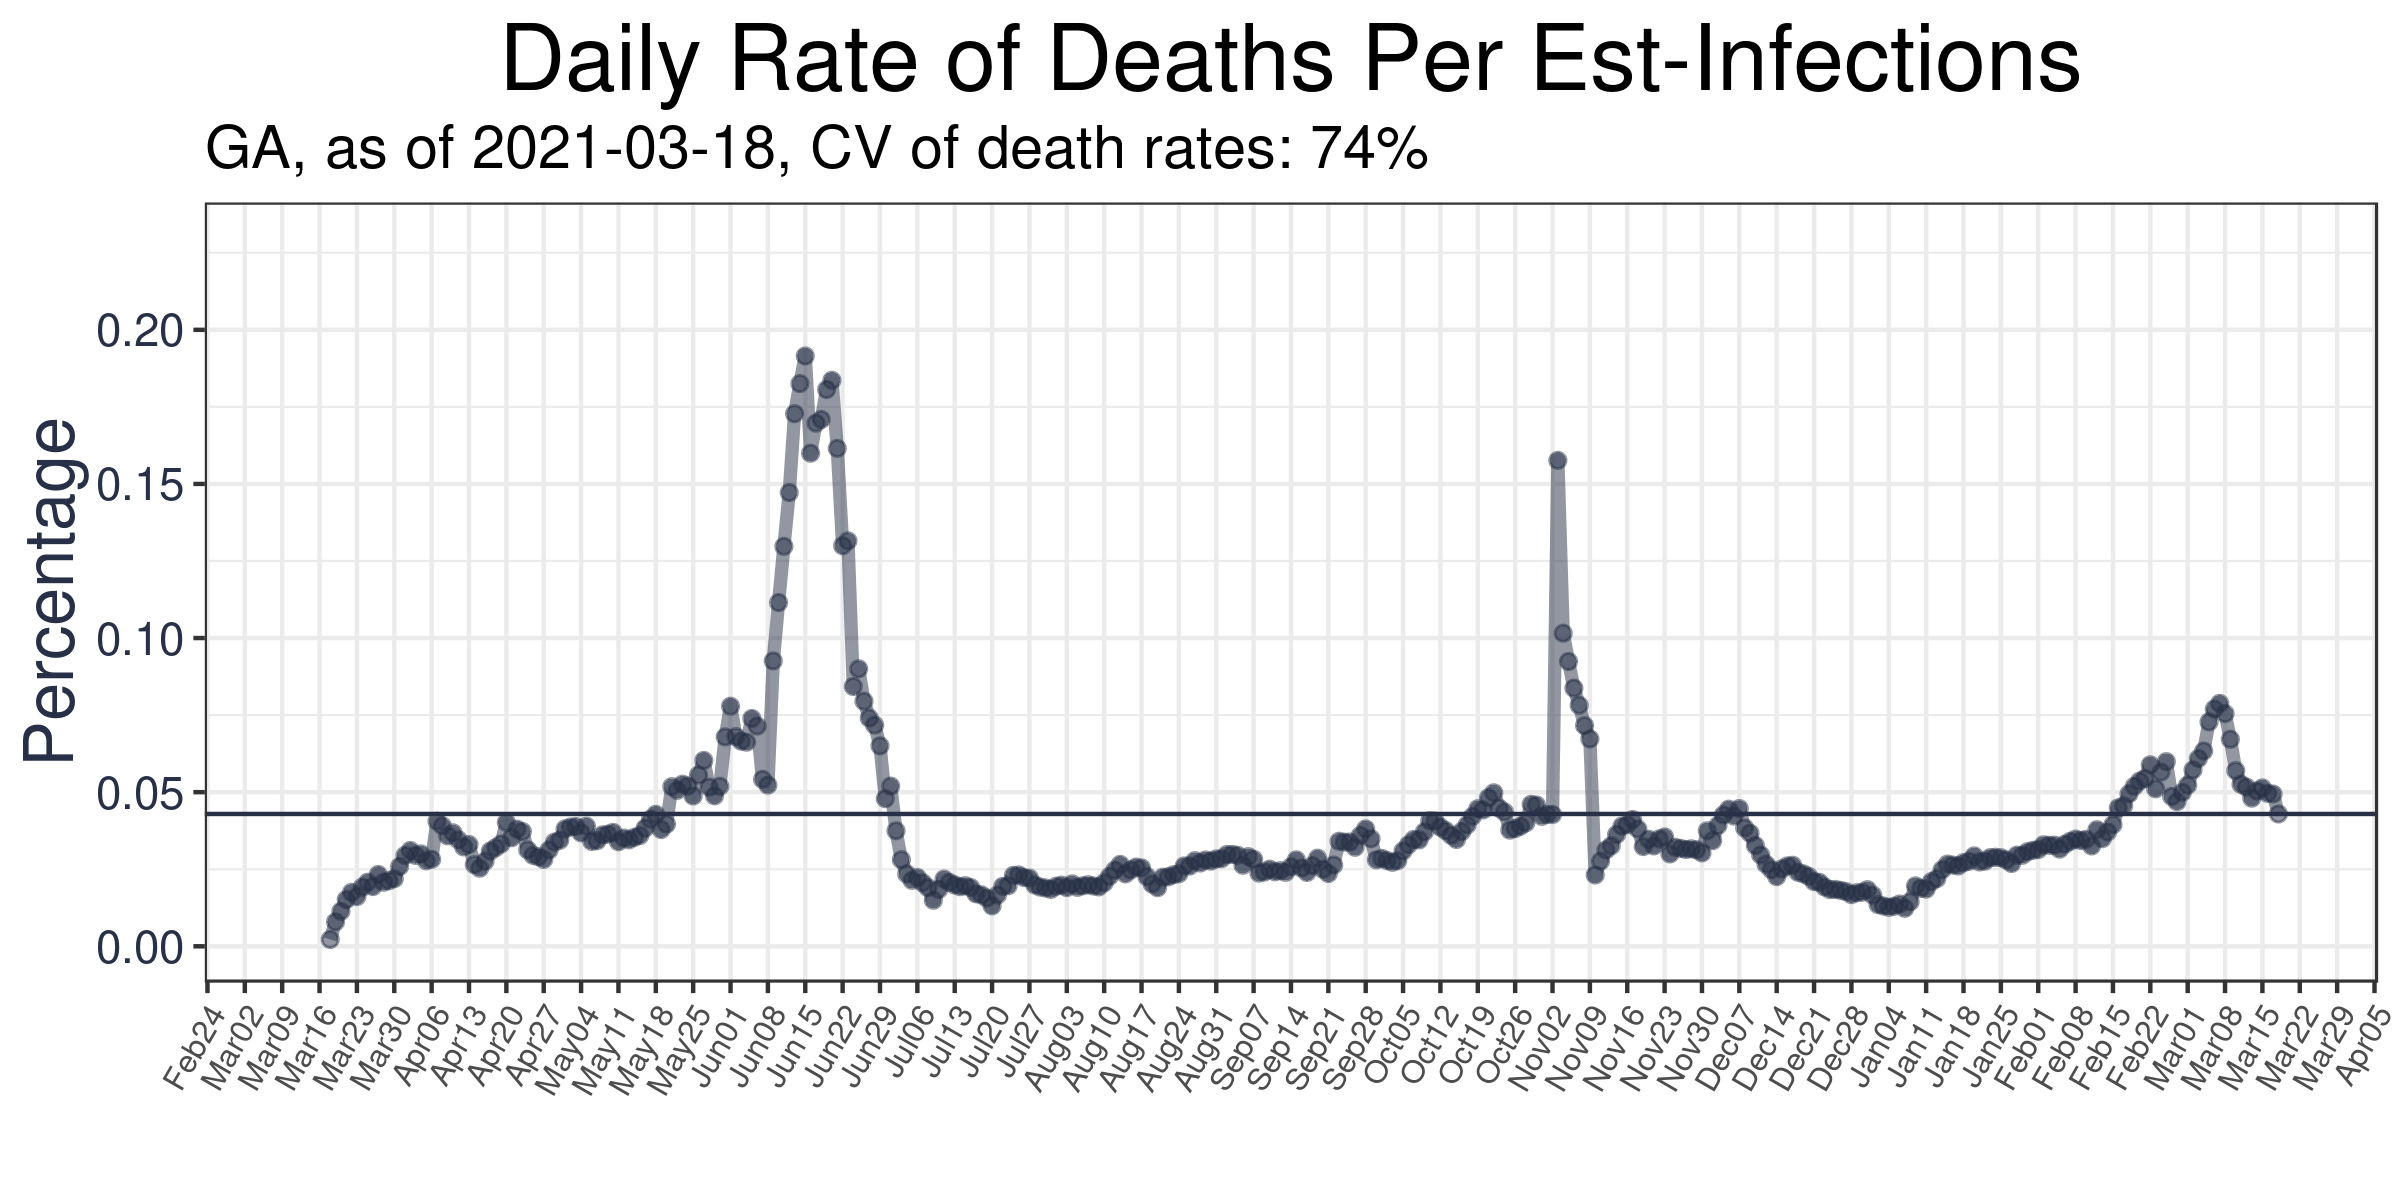 Daily Rate of Deaths Per Est-Infections
GA, as of 2021-03-18, CV of death rates: 74%
Percentage
0.20
0.15
0.10
0.05
0.00
Feb24
Mar02
Mar09
Mar16
Mar23
Mar30
Apr06
Apr13
Apr20
Apr27
May04
May11
May18
May25
Jun01
Jun08
Jun15
Jun22
Jun29
Jul06
Jul13
Jul20
Jul27
Aug03
Aug10
Aug17
Aug24
Aug31
Sep07
Sep14
Sep21
Sep28
Oct05
Oct12
Oct19
Oct26
Nov02
Nov09
Nov16
Nov23
Nov30
Dec07
Dec14
Dec21
Dec28
Jan04
Jan11
Jan18
Jan25
Feb01
Feb08
Feb15
Feb22
Mar01
Mar08
Mar15
Mar22
Mar29
Apr05